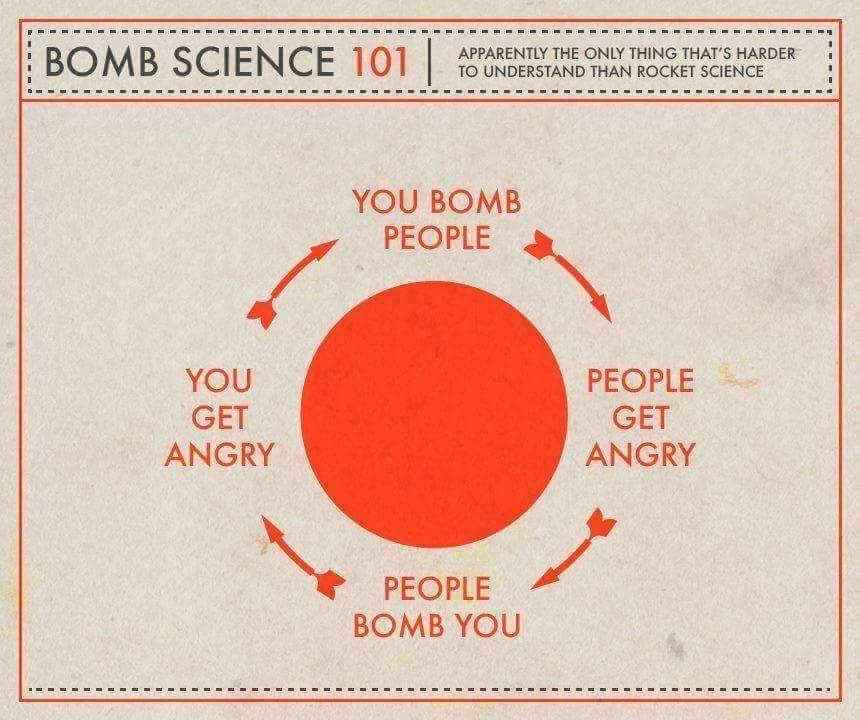 BOMB SCIENCE 101
APPARENTLY THE ONLY THING THAT'S HARDER
TO UNDERSTAND THAN ROCKET SCIENCE
YOU BOMB
PEOPLE
PEOPLE
GET
ANGRY
PEOPLE
BOMB YOU
YOU
GET
ANGRY